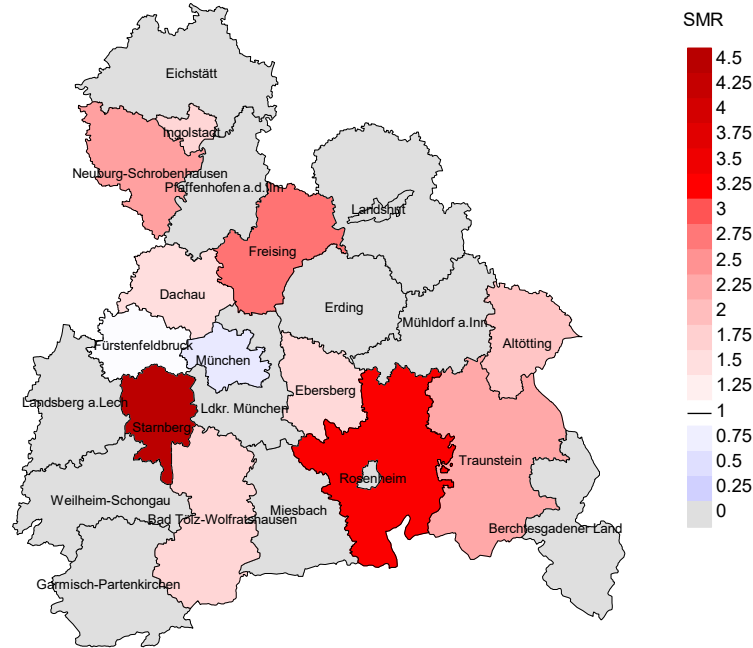 SMR
4.5
4.25
4
3.75
3.5
3.25
3
2.75
2.5
2.25
2
1.75
1.5
1.25
1
0.75
0.5
0.25
0
Eichstätt
Ingolstadt
Neuburg-Schrobenhausen
Pfaffenhofen a.d.Ilm
Landshut
Freising
Dachau
Erding
Mühldorf a.Inn
Altötting
Fürstenfeldbruck
München
Ebersberg
Landsberg a.Lech
Ldkr. München
Starnberg
Traunstein
Rosenheim
Weilheim-Schongau
Miesbach
Bad Tölz-Wolfratshausen
Berchtesgadener Land
Garmisch-Partenkirchen